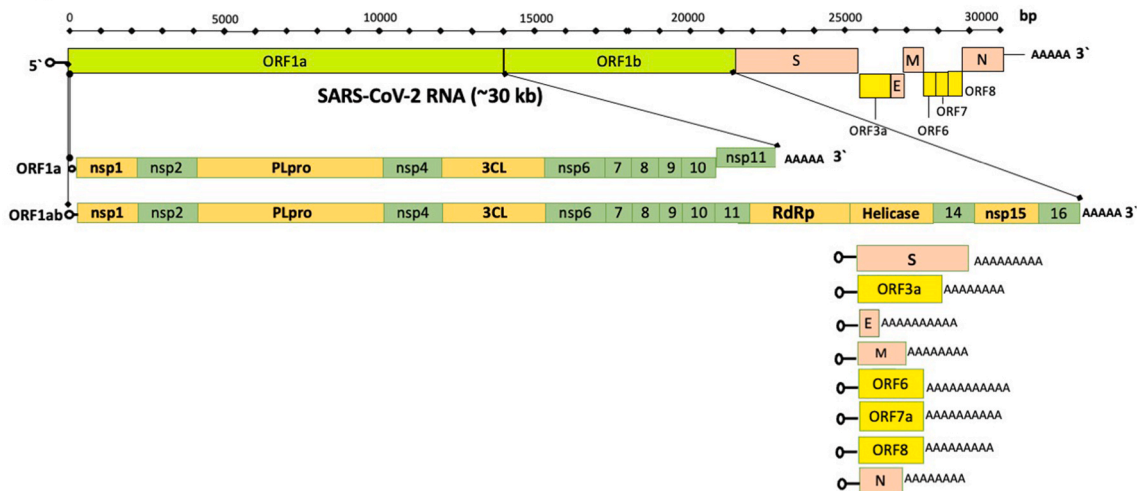 0 5000 10000 15000 20000 25000 30000 bp
5` ORF1a ORF1b S M N AAAAA 3`
E ORF8
SARS-CoV-2 RNA (~30 kb)
ORF7
ORF3a ORF6
nsp11 AAAAA 3`
ORF1a nsp1 nsp2 PLpro nsp4 3CL nsp6 7 8 9 10
ORF1ab nsp1 nsp2 PLpro nsp4 3CL nsp6 7 8 9 10 11 RdRp Helicase 14 nsp15 16 AAAAA 3`
S AAAAAAAAA
ORF3a AAAAAAAA
E AAAAAAAAAA
M AAAAAAAA
ORF6 AAAAAAAAAAA
ORF7a AAAAAAAAAA
ORF8 AAAAAAAAA
N AAAAAAAA